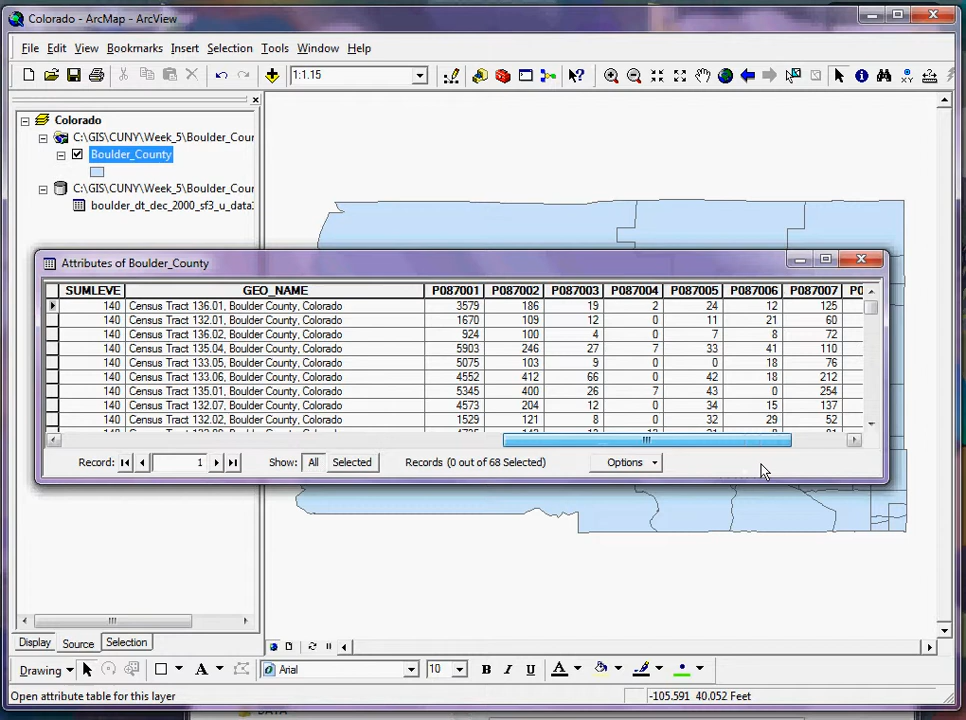 Colorado - ArcMap - ArcView
File Edit View Bookmarks Insert Selection Tools Window Help
1:1.15
Colorado
C:\GIS\CUNY\Week_5\Boulder_Cour
Boulder_County
C:\GIS\CUNY\Week_5\Boulder_Cour
boulder_dt_dec_2000_sf3_u_data:
Attributes of Boulder_County
SUMLEVE GEO_NAME P087001 P087002 P087003 P087004 P087005 P087006 P087007 P0
140 Census Tract 136.01, Boulder County, Colorado 3579 186 19 2 24 12 125
140 Census Tract 132.01, Boulder County, Colorado 1670 109 12 0 11 21 60
140 Census Tract 136.02, Boulder County, Colorado 924 100 4 0 7 8 72
140 Census Tract 135.04, Boulder County, Colorado 5903 246 27 7 33 41 110
140 Census Tract 133.05, Boulder County, Colorado 5075 103 9 0 0 18 76
140 Census Tract 133.06, Boulder County, Colorado 4552 412 66 0 42 18 212
140 Census Tract 135.01, Boulder County, Colorado 5345 400 26 7 43 0 254
140 Census Tract 132.07, Boulder County, Colorado 4573 204 12 0 34 15 137
140 Census Tract 132.02, Boulder County, Colorado 1529 121 8 0 32 29 52
Record: 1 Show: All Selected Records (0 out of 68 Selected) Options
Display Source Selection
Drawing A Arial 10 B I U A
Open attribute table for this layer
-105.591 40.052 Feet